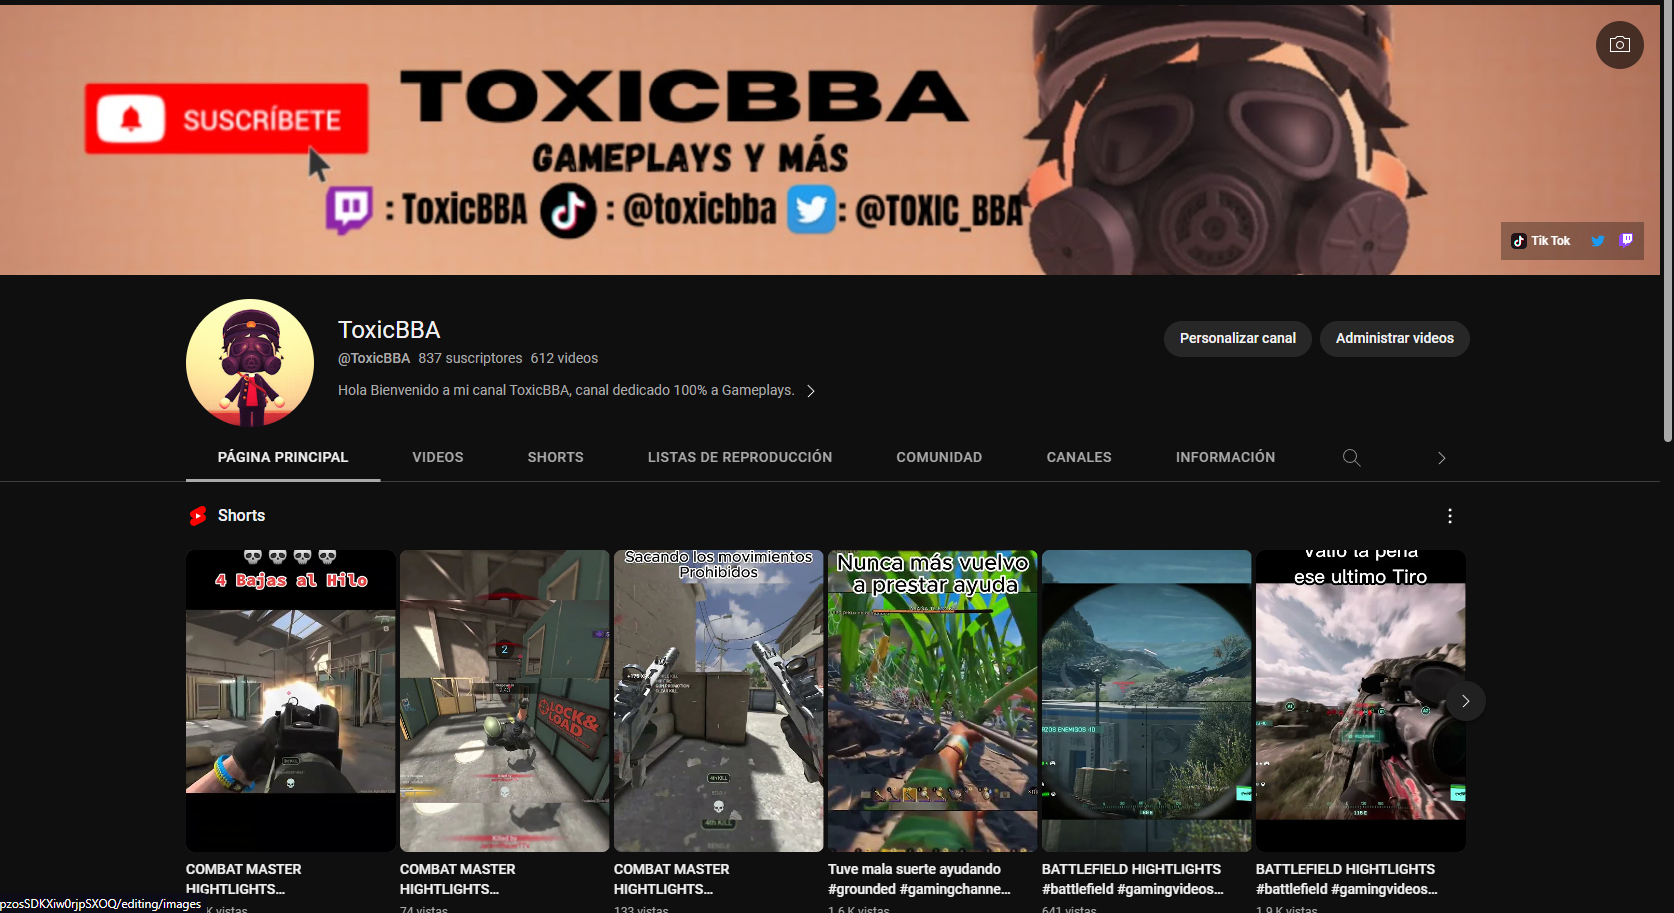 SUSCRÍBETE
TOXICBBA
GAMEPLAYS Y MÁS
: ToxicBBA : @toxicbba : @TOXIC_BBA
Tik Tok
ToxicBBA
@ToxicBBA 837 suscriptores 612 videos
Hola Bienvenido a mi canal ToxicBBA, canal dedicado 100% a Gameplays.
Personalizar canal
Administrar videos
PÁGINA PRINCIPAL VIDEOS SHORTS LISTAS DE REPRODUCCIÓN COMUNIDAD CANALES INFORMACIÓN
Shorts
4 Bajas al Hilo
2
LOCK&
LOAD
Killed by
Sacando los movimientos
Prohibidos
Nunca más vuelvo
a prestar ayuda
Valió la pena
ese ultimo Tiro
COMBAT MASTER
HIGHTLIGHTS...
COMBAT MASTER
HIGHTLIGHTS...
74 vistas
COMBAT MASTER
HIGHTLIGHTS...
133 vistas
Tuve mala suerte ayudando
#grounded #gamingchanne...
1.6 K vistas
BATTLEFIELD HIGHTLIGHTS
#battlefield #gamingvideos...
641 vistas
BATTLEFIELD HIGHTLIGHTS
#battlefield #gamingvideos...
1.9 K vistas
pzosSDKXiw0rjpSXOQ/editing/images
K vistas